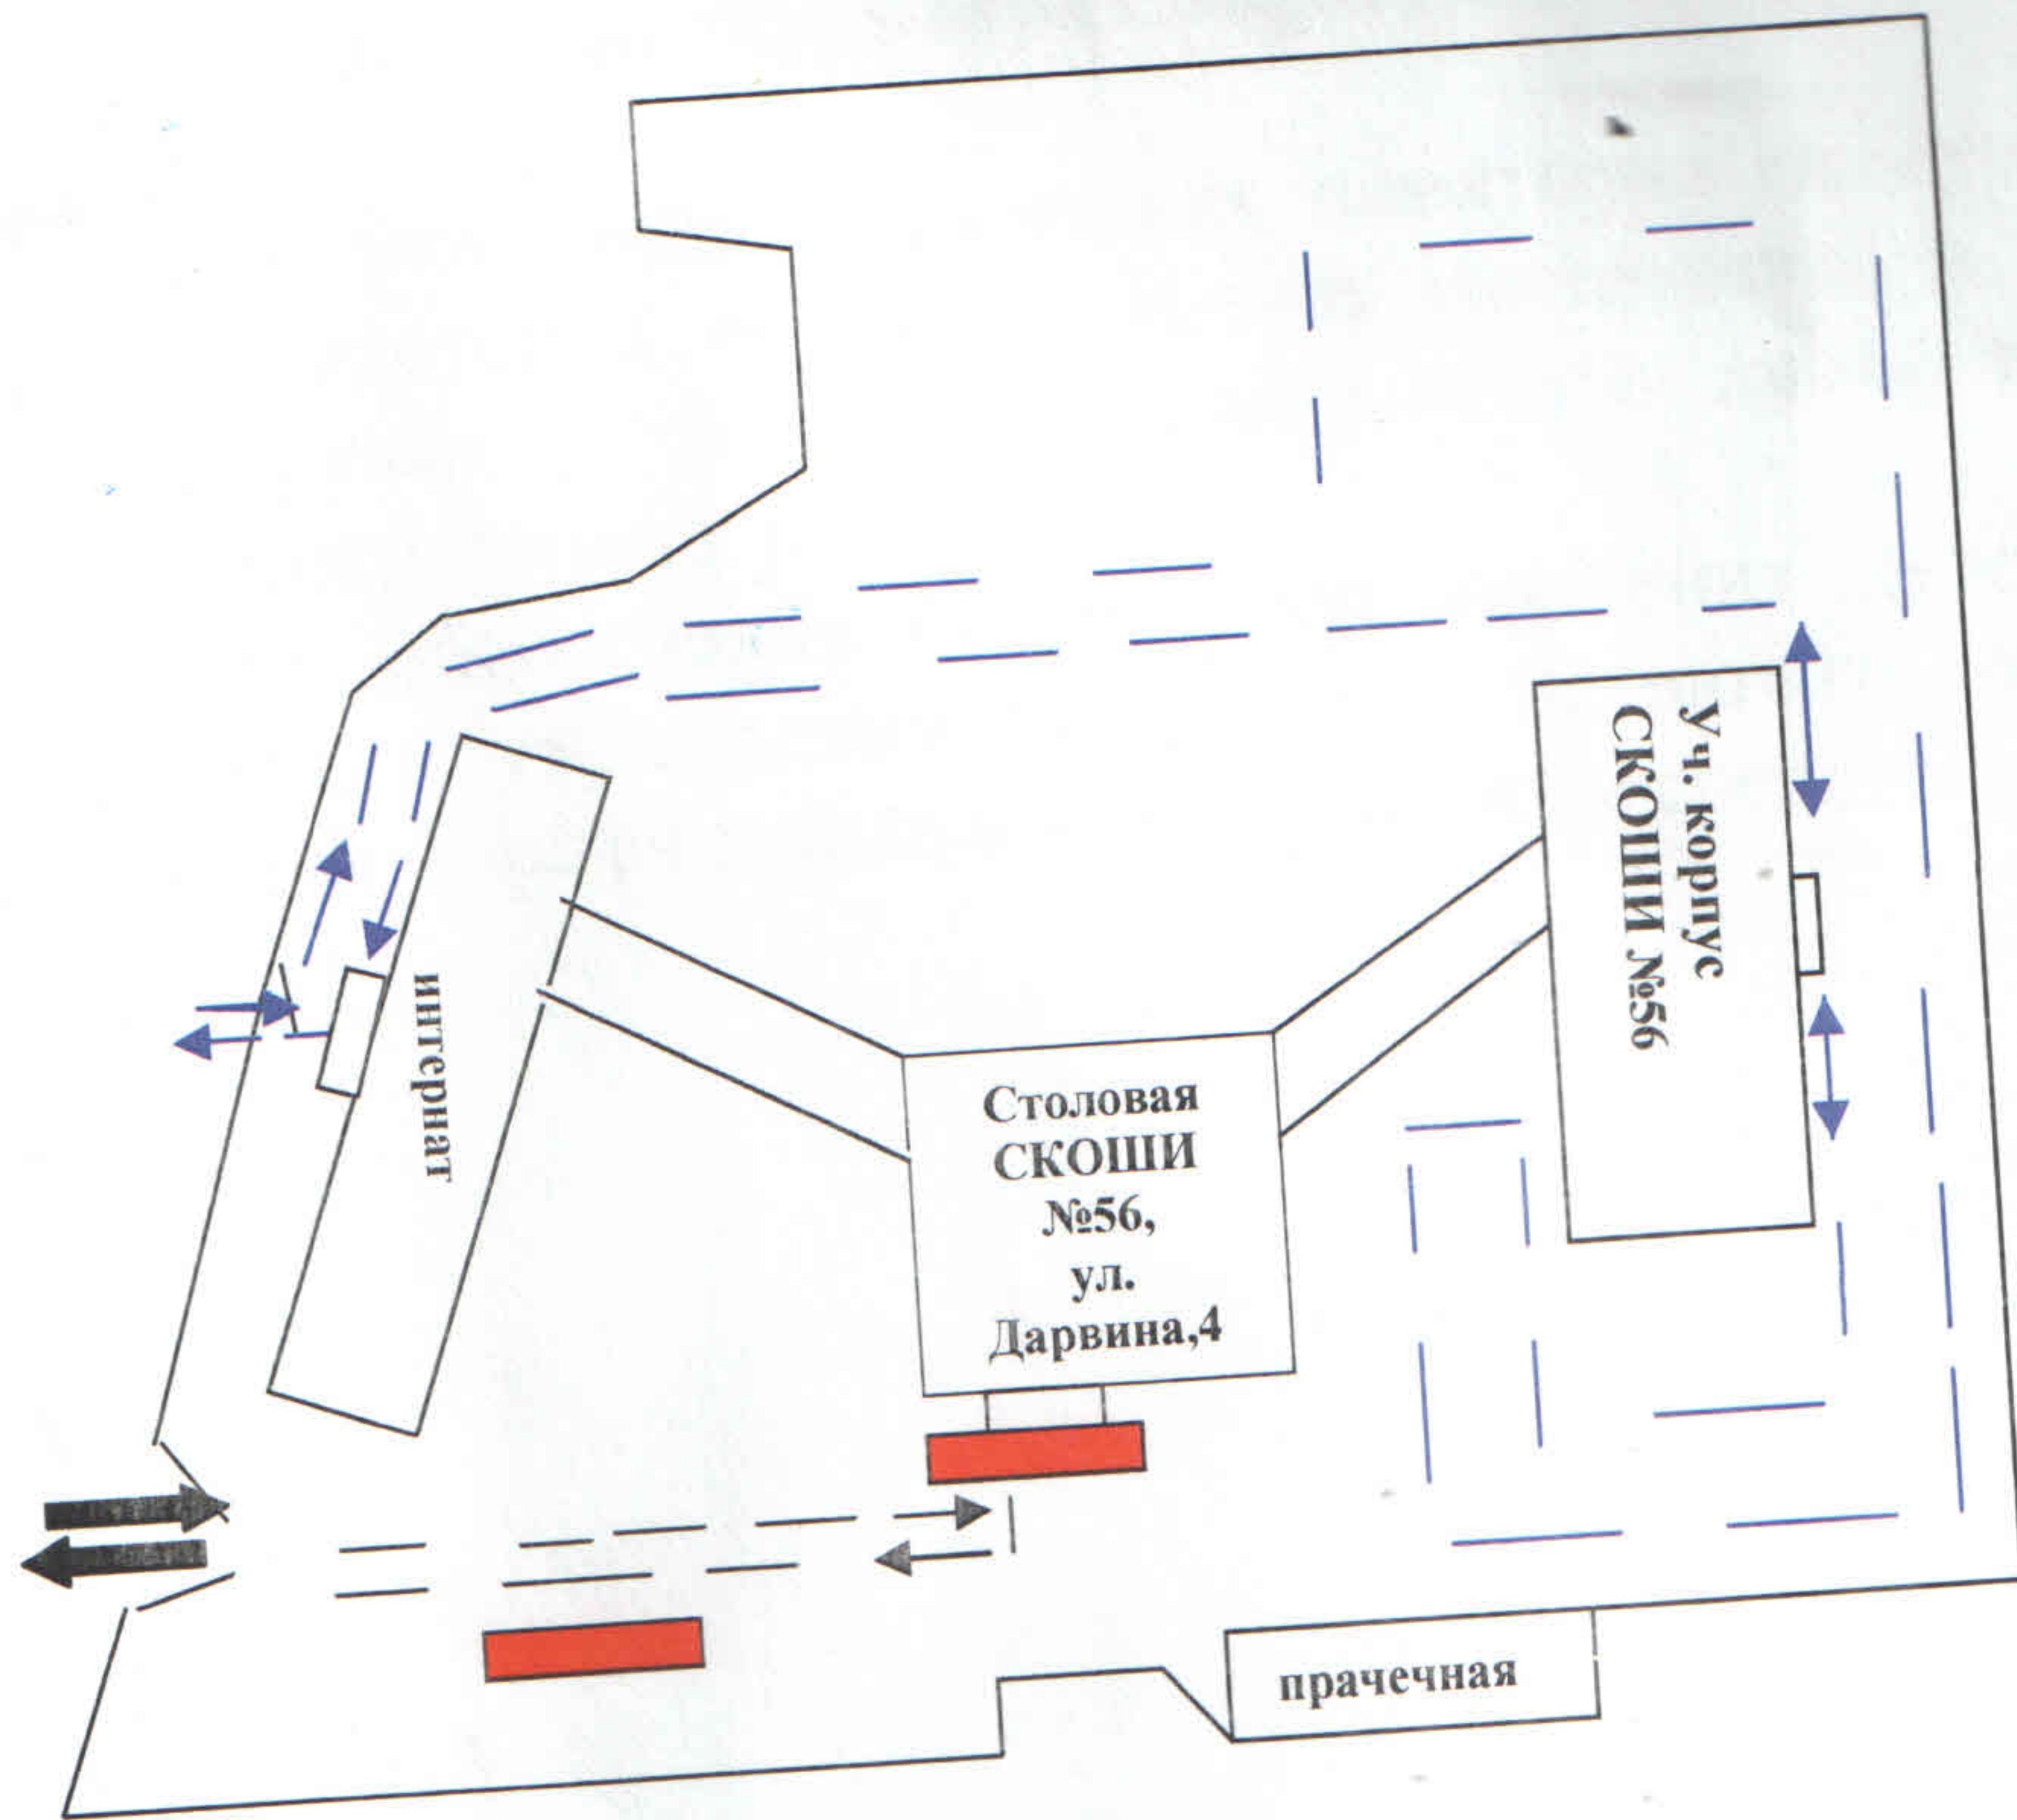 Уч. корпус
СКОШИ №56
интернат
Столовая
СКОШИ
№56,
ул.
Дарвина,4
прачечная